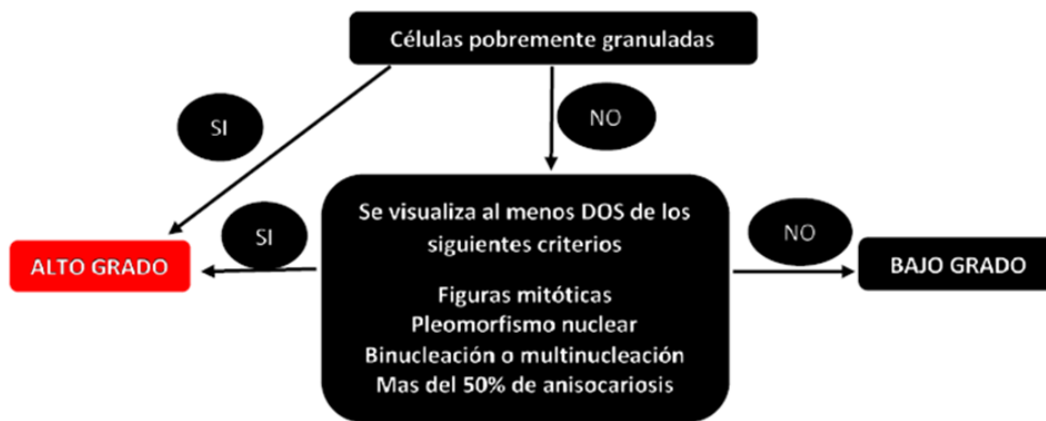 Células pobremente granuladas
SI
NO
Se visualiza al menos DOS de los
siguientes criterios
Figuras mitóticas
Pleomorfismo nuclear
Binucleación o multinucleación
Mas del 50% de anisocariosis
SI
NO
ALTO GRADO
BAJO GRADO